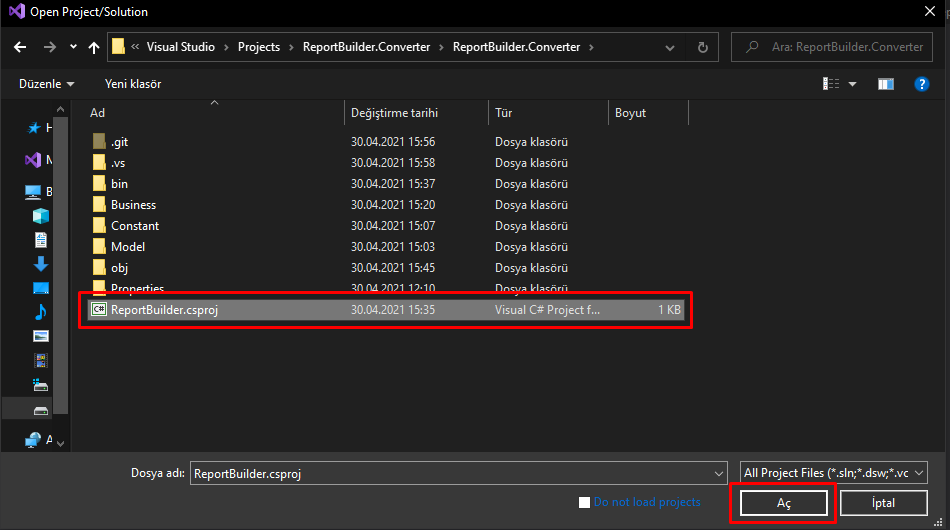 Open Project/Solution
« Visual Studio › Projects › ReportBuilder.Converter › ReportBuilder.Converter ›
Ara: ReportBuilder.Converter
Düzenle Yeni klasör
Ad Değiştirme tarihi Tür Boyut
.git 30.04.2021 15:56 Dosya klasörü
.vs 30.04.2021 15:58 Dosya klasörü
bin 30.04.2021 15:37 Dosya klasörü
Business 30.04.2021 15:20 Dosya klasörü
Constant 30.04.2021 15:07 Dosya klasörü
Model 30.04.2021 15:03 Dosya klasörü
obj 30.04.2021 15:45 Dosya klasörü
Properties 30.04.2021 12:10 Dosya klasörü
C# ReportBuilder.csproj 30.04.2021 15:35 Visual C# Project f... 1 KB
Dosya adı: ReportBuilder.csproj All Project Files (*.sln;*.dsw;*.vc
Do not load projects Aç İptal